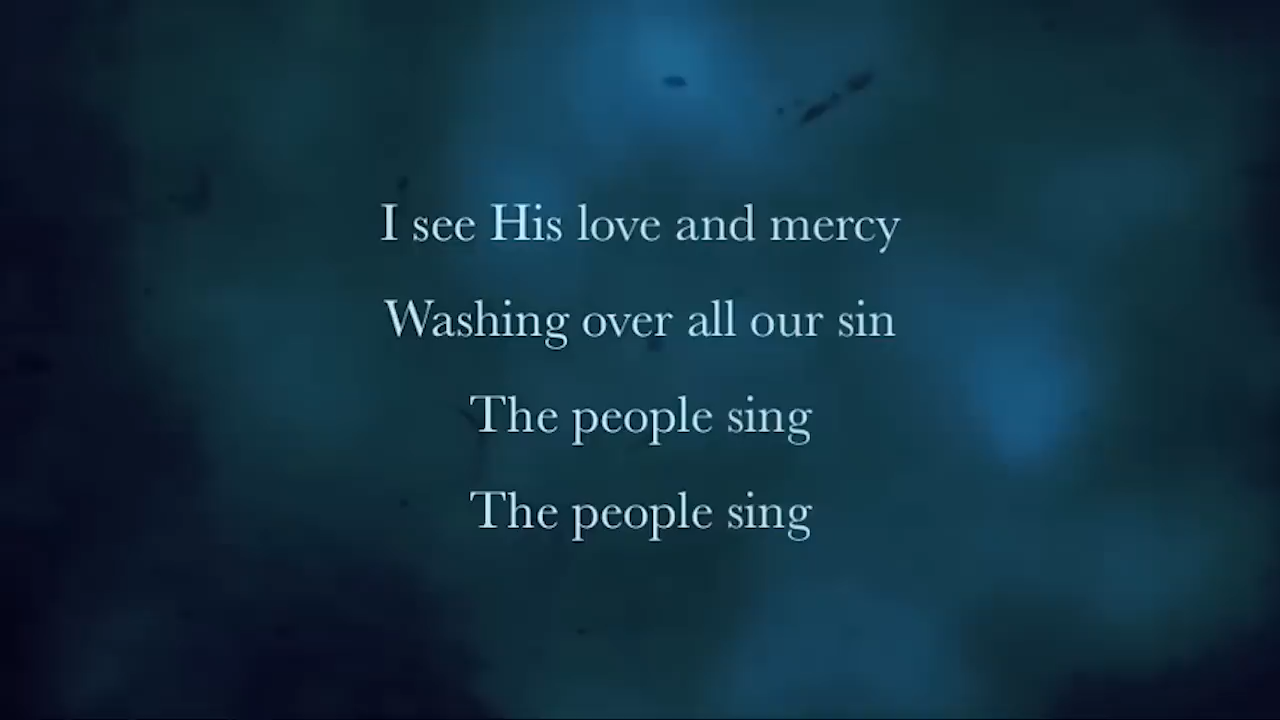 I see His love and mercy
Washing over all our sin
The people sing
The people sing